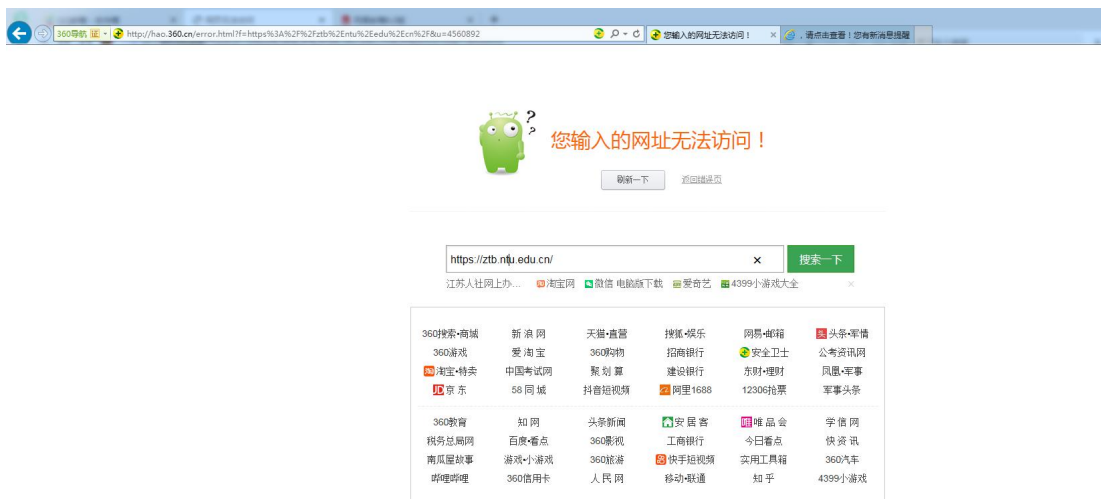 360导航 证 http://hao.360.cn/error.html?f=https%3A%2F%2Fztb%2Entu%2Eedu%2Ecn%2F&u=4560892 您输入的网址无法访问！ ，请点击查看！您有新消息提醒
??
您输入的网址无法访问！
刷新一下 返回错误页
https://ztb.ntu.edu.cn/ × 搜索一下
江苏人社网上办... 淘宝网 微信 电脑版下载 爱奇艺 4399小游戏大全 ×
360搜索•商城 新 浪 网 天猫•直营 搜狐•娱乐 网易•邮箱 头条•军情
360游戏 爱 淘 宝 360购物 招商银行 安全卫士 公考资讯网
淘宝•特卖 中国考试网 聚 划 算 建设银行 东财•理财 凤凰•军事
JD 京 东 58 同 城 抖音短视频 阿里1688 12306抢票 军事头条
360教育 知 网 头条新闻 安 居 客 唯 品 会 学 信 网
税务总局网 百度•看点 360影视 工商银行 今日看点 快 资 讯
南瓜屋故事 游戏•小游戏 360旅游 快手短视频 实用工具箱 360汽车
哔哩哔哩 360信用卡 人 民 网 移动•联通 知 乎 4399小游戏